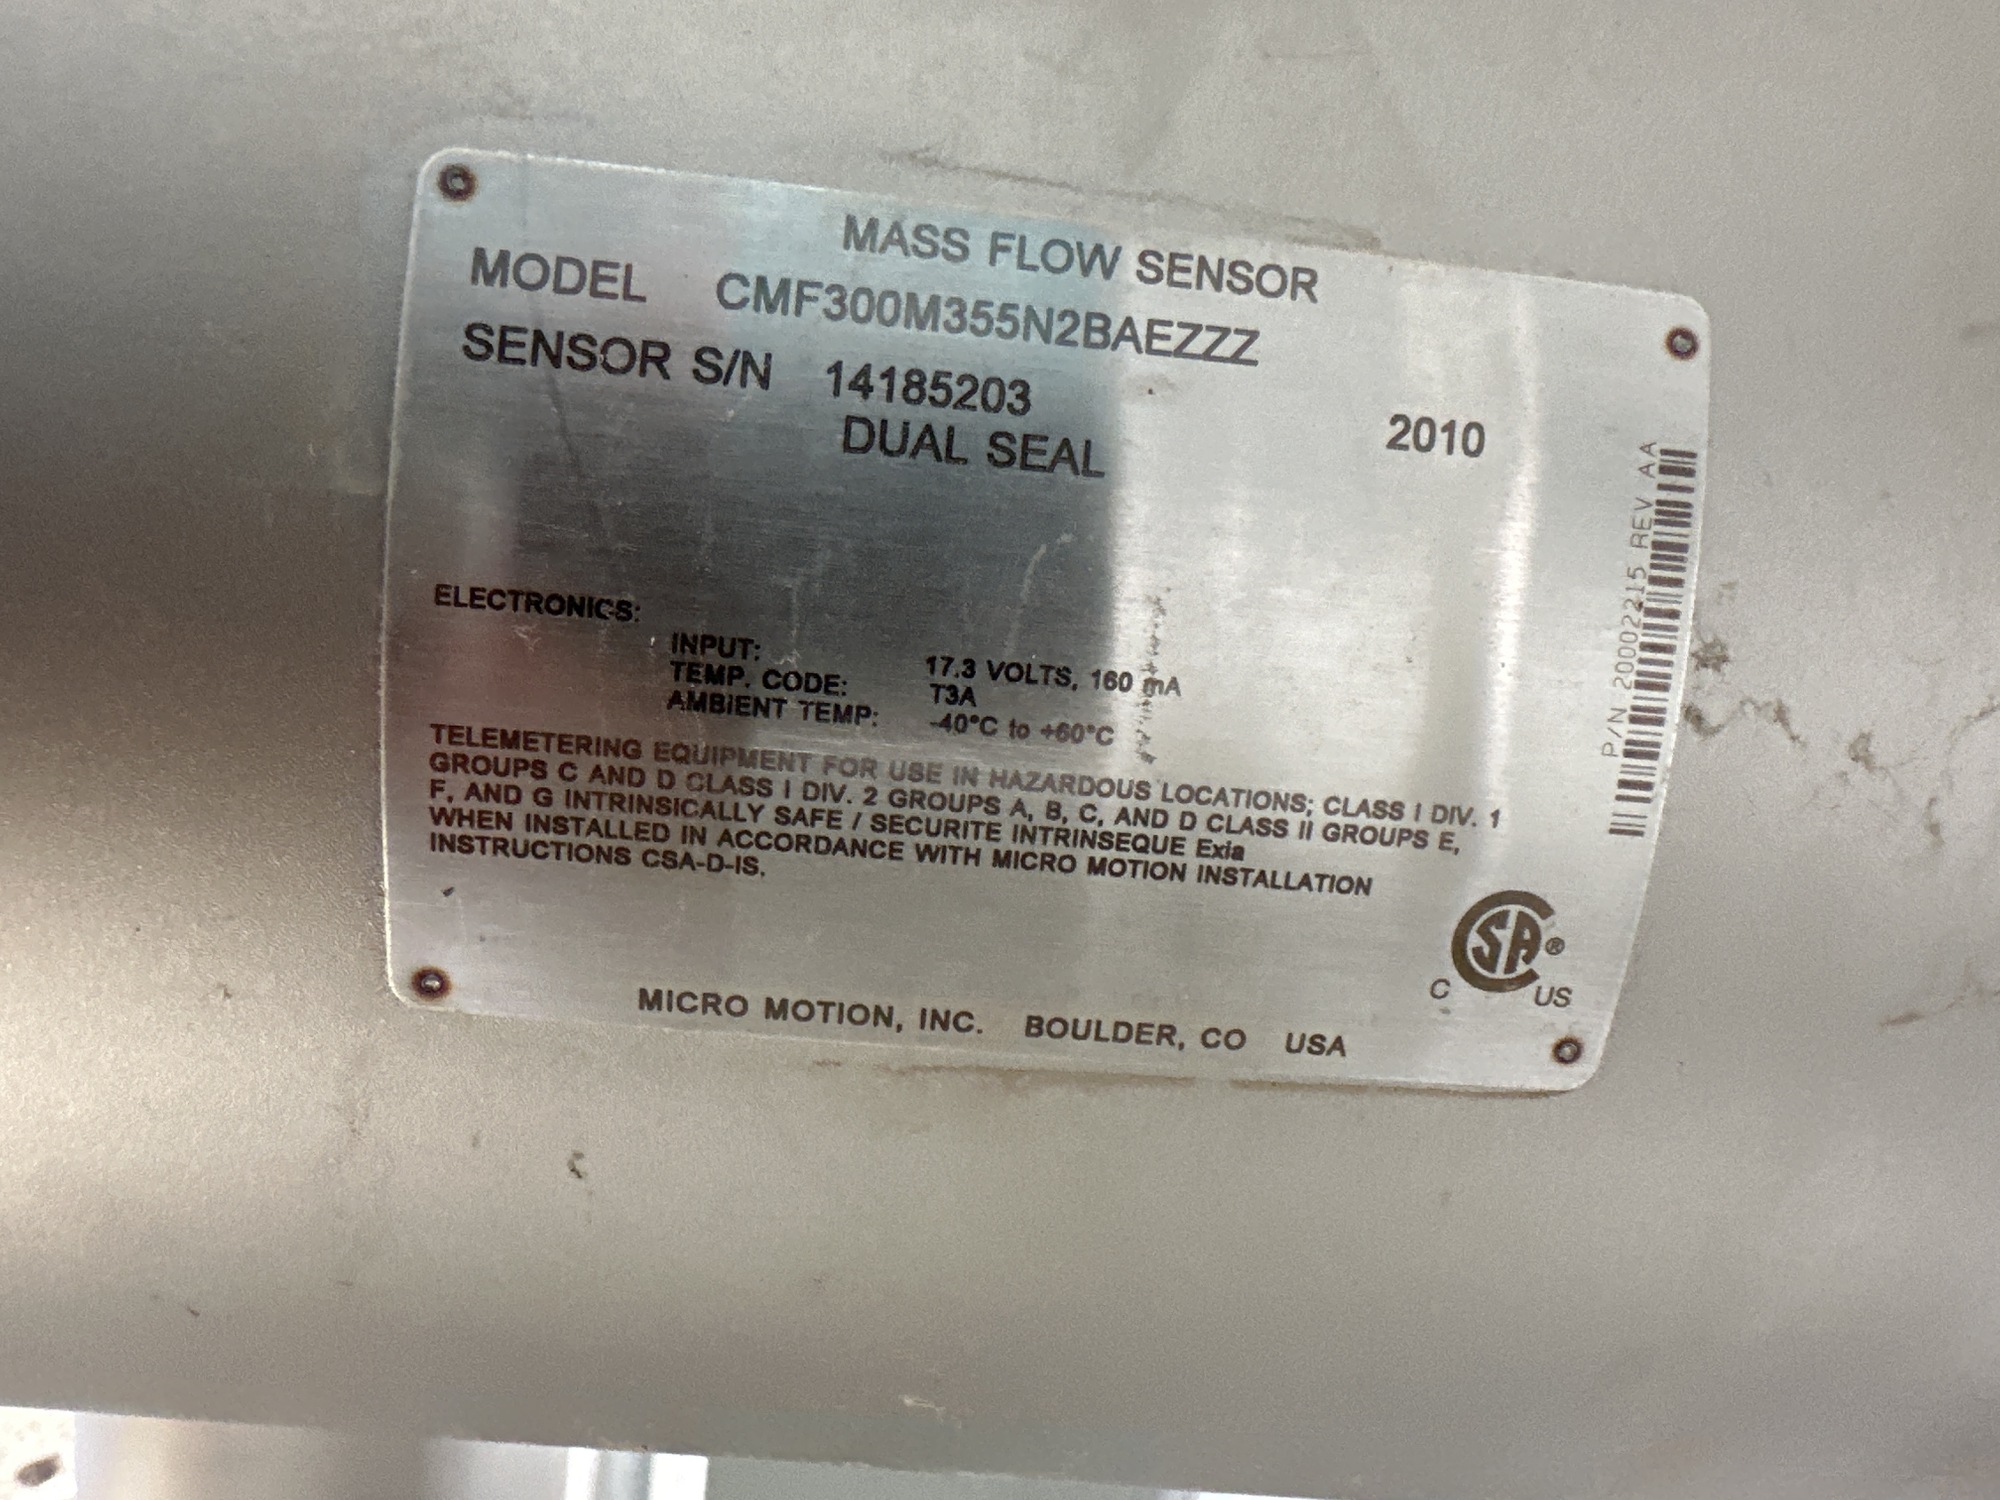 MASS FLOW SENSOR
MODEL CMF300M355N2BAEZZZ
SENSOR S/N 14185203
DUAL SEAL 2010
ELECTRONICS:
INPUT: 17.3 VOLTS, 160 mA
TEMP. CODE: T3A
AMBIENT TEMP: -40°C to +60°C
TELEMETERING EQUIPMENT FOR USE IN HAZARDOUS LOCATIONS; CLASS I DIV. 1
GROUPS C AND D CLASS I DIV. 2 GROUPS A, B, C, AND D CLASS II GROUPS E,
F, AND G INTRINSICALLY SAFE / SECURITE INTRINSEQUE Exia
WHEN INSTALLED IN ACCORDANCE WITH MICRO MOTION INSTALLATION
INSTRUCTIONS CSA-D-IS.
P/N 20002215 REV AA
CSA®
C US
MICRO MOTION, INC. BOULDER, CO USA